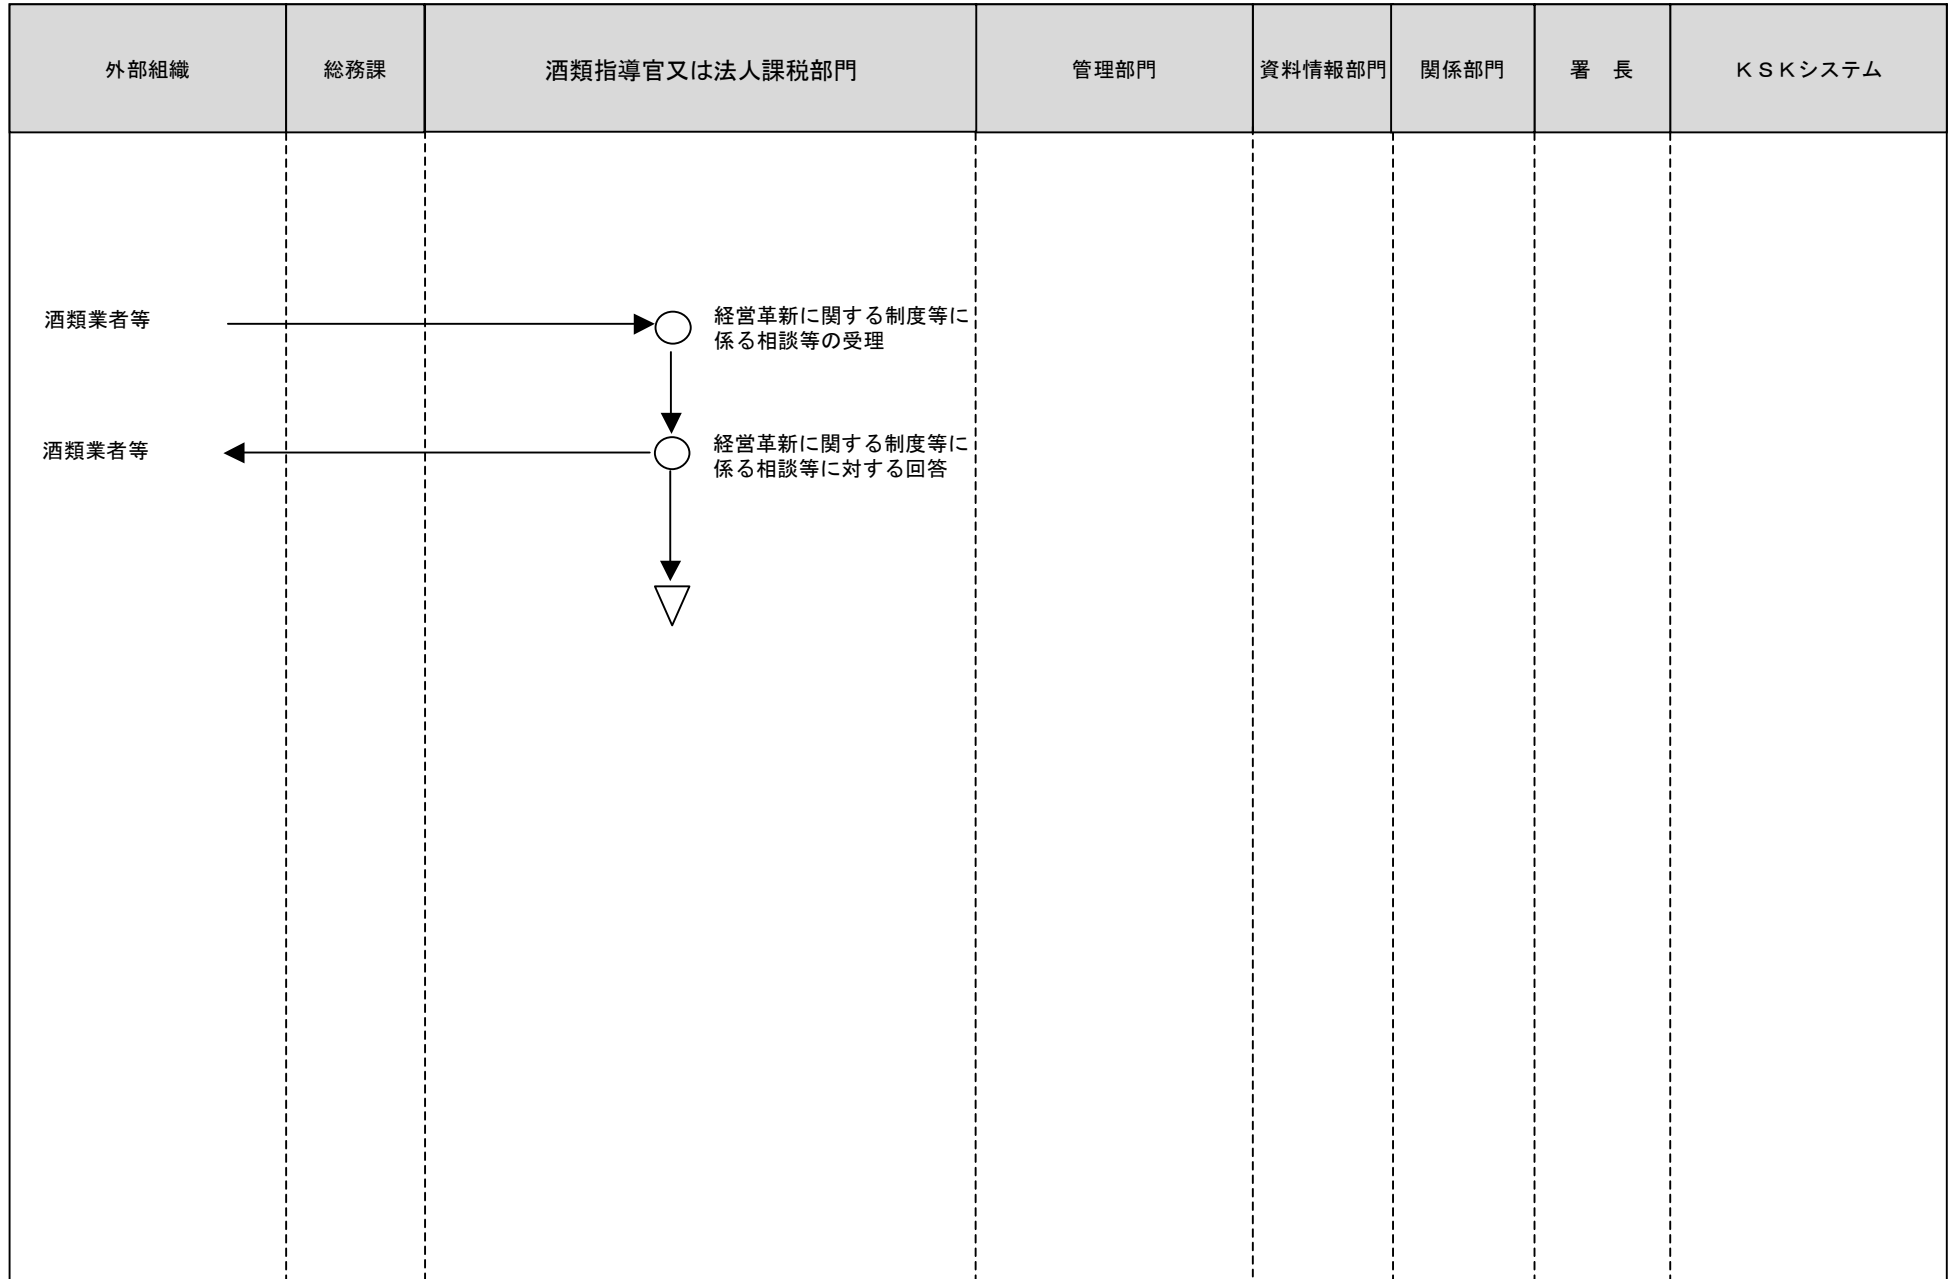 外部組織
総務課
酒類指導官又は法人課税部門
管理部門
資料情報部門
関係部門
署　長
ＫＳＫシステム
酒類業者等
経営革新に関する制度等に
係る相談等の受理
酒類業者等
経営革新に関する制度等に
係る相談等に対する回答